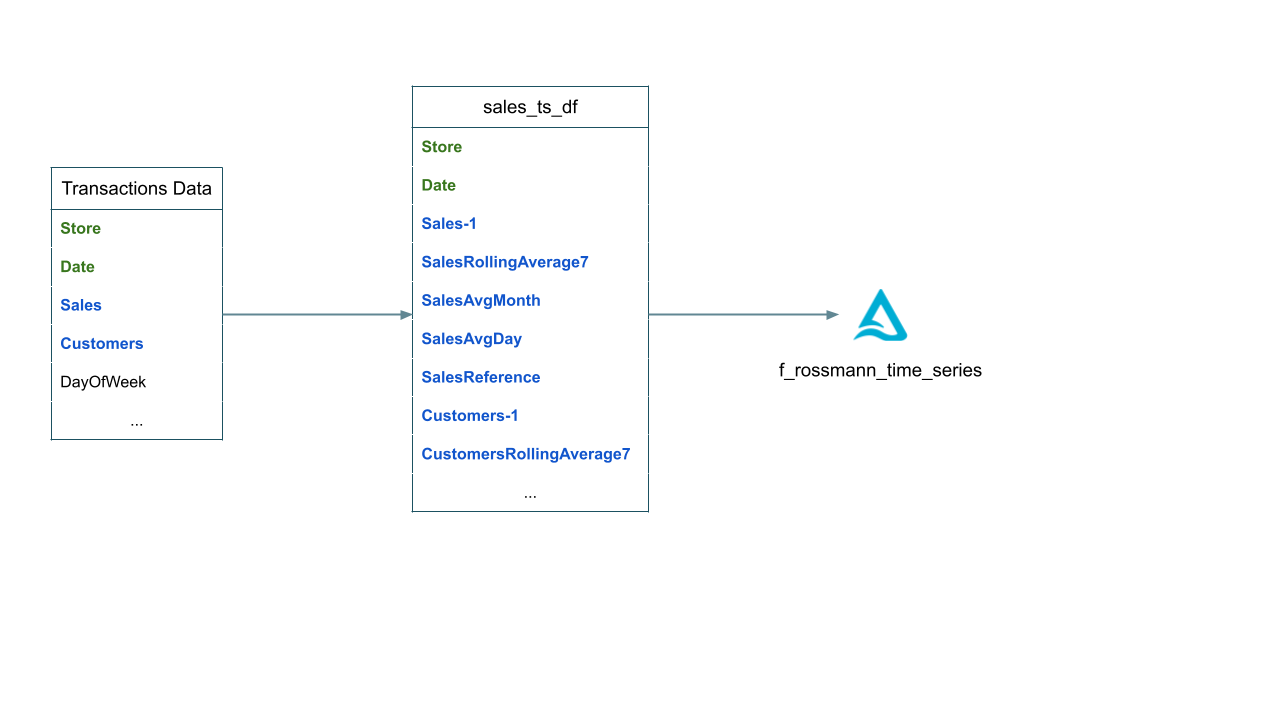 Transactions Data
Store
Date
Sales
Customers
DayOfWeek
...
sales_ts_df
Store
Date
Sales-1
SalesRollingAverage7
SalesAvgMonth
SalesAvgDay
SalesReference
Customers-1
CustomersRollingAverage7
...
f_rossmann_time_series